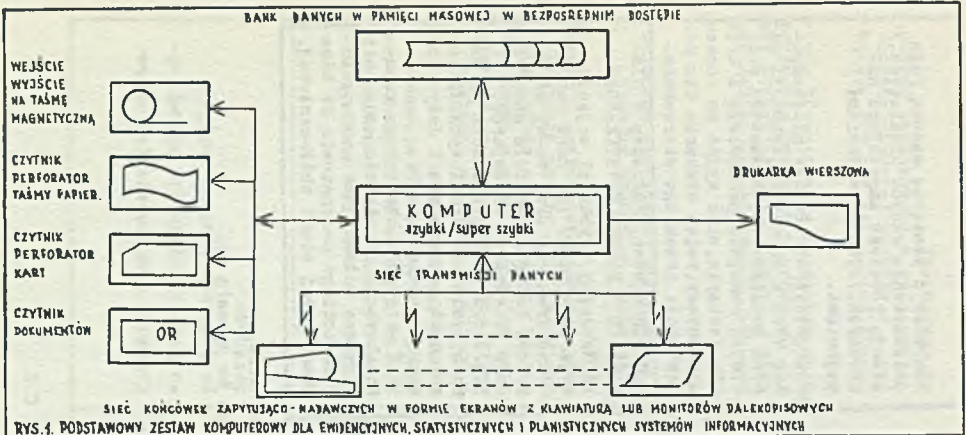 BANK DANYCH W PAMIĘCI MASOWEJ W BEZPOŚREDNIM DOSTĘPIE
WEJŚCIE
WYJŚCIE
NA TAŚMĘ
MAGNETYCZNĄ
CZYTNIK
PERFORATOR
TAŚMY PAPIER.
CZYTNIK
PERFORATOR
KART
CZYTNIK
DOKUMENTÓW
OR
KOMPUTER
szybki/super szybki
DRUKARKA WIERSZOWA
SIEĆ TRANSMISJI DANYCH
SIEĆ KOŃCÓWEK ZAPYTUJĄCO-NADAWCZYCH W FORMIE EKRANÓW Z KLAWIATURĄ LUB MONITORÓW DALEKOPISOWYCH
RYS.1. PODSTAWOWY ZESTAW KOMPUTEROWY DLA EWIDENCYJNYCH, STATYSTYCZNYCH I PLANISTYCZNYCH SYSTEMÓW INFORMACYJNYCH